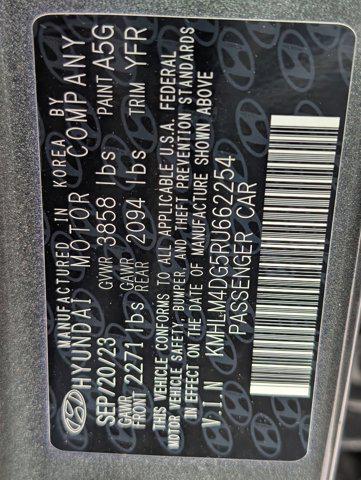 MANUFACTURED IN KOREA BY
HYUNDAI MOTOR COMPANY
SEP/20/23 GVWR 3858 lbs PAINT A5G
GAWR FRONT 2271 lbs GAWR REAR 2094 lbs TRIM YFR
THIS VEHICLE CONFORMS TO ALL APPLICABLE U.S.A. FEDERAL
MOTOR VEHICLE SAFETY, BUMPER, AND THEFT PREVENTION STANDARDS
IN EFFECT ON THE DATE OF MANUFACTURE SHOWN ABOVE
V.I.N KMHLM4DG5RU662254
PASSENGER CAR